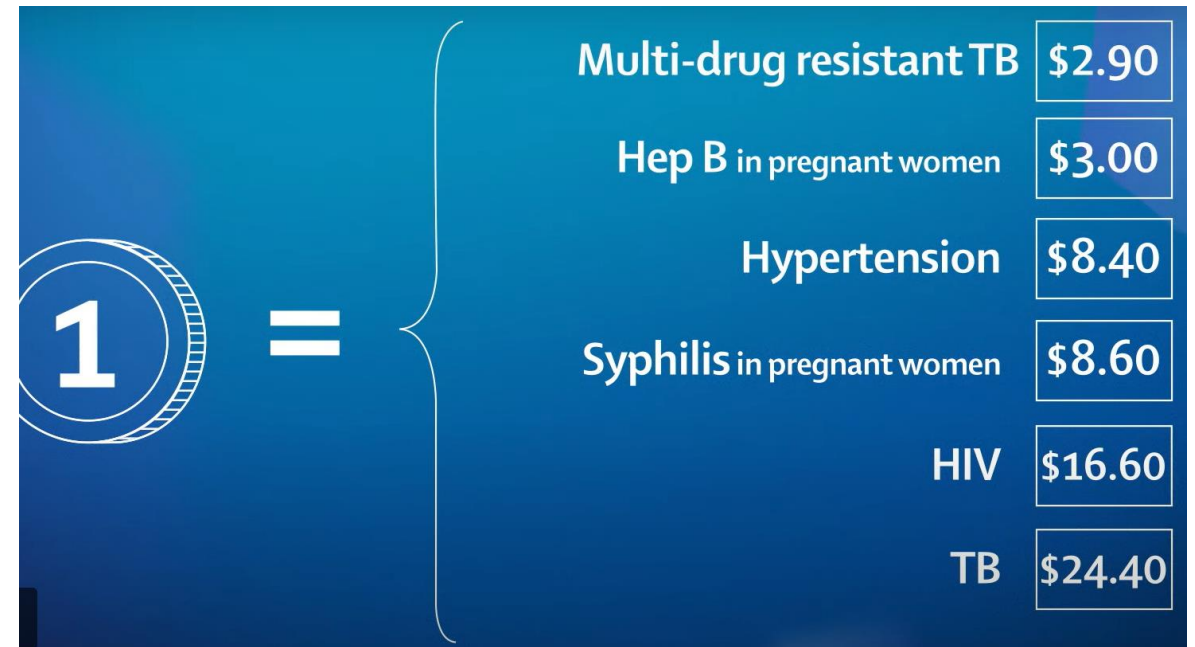 Multi-drug resistant TB $2.90
Hep B in pregnant women $3.00
Hypertension $8.40
1 = Syphilis in pregnant women $8.60
HIV $16.60
TB $24.40